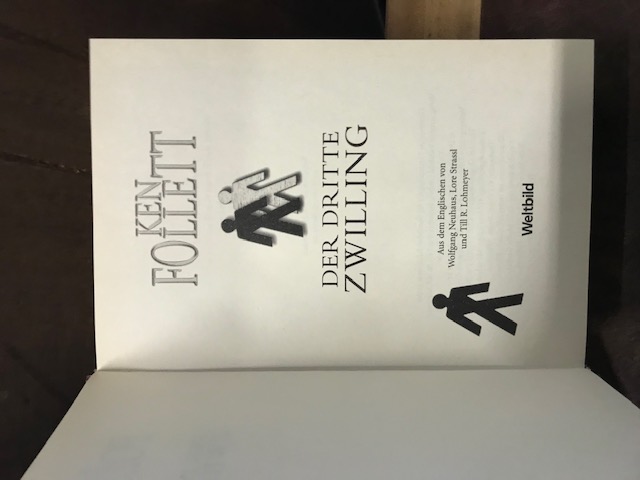 KEN
FOLLETT
DER DRITTE
ZWILLING
Aus dem Englischen von
Wolfgang Neuhaus, Lore Strassl
und Till R. Lohmeyer
Weltbild